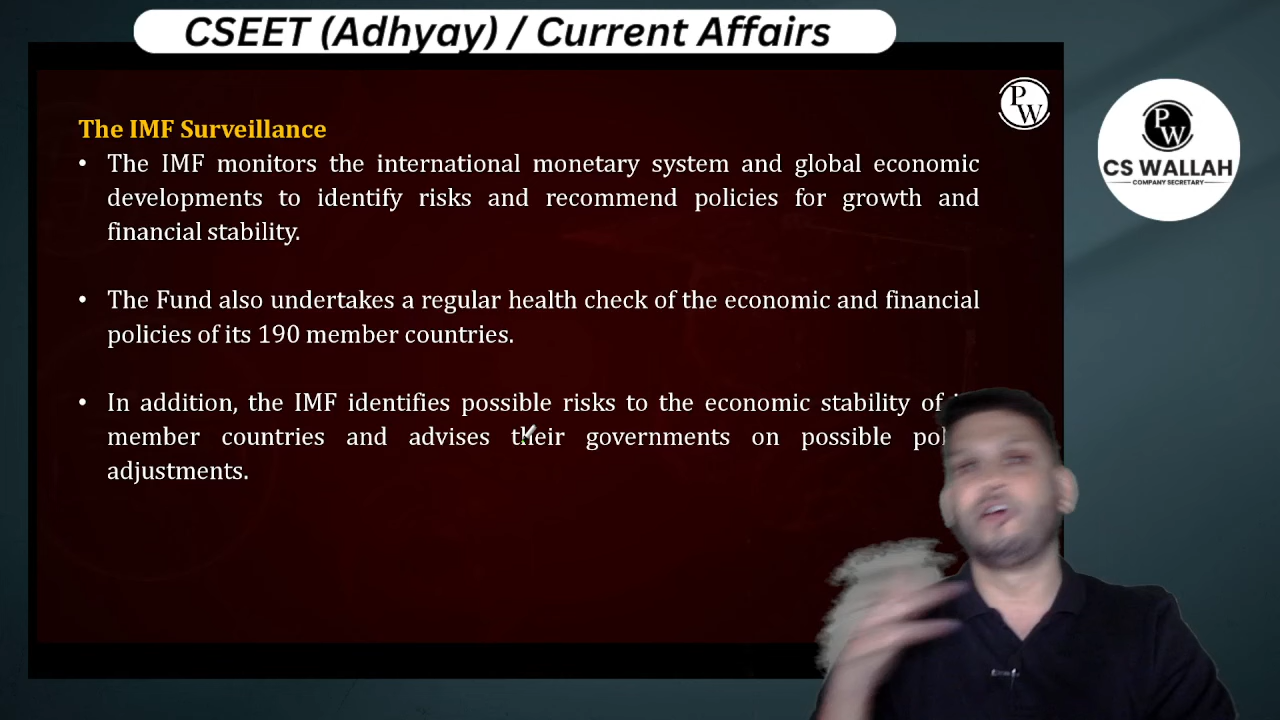 CSEET (Adhyay) / Current Affairs
PW
The IMF Surveillance
PW
CS WALLAH
COMPANY SECRETARY
• The IMF monitors the international monetary system and global economic
developments to identify risks and recommend policies for growth and
financial stability.
• The Fund also undertakes a regular health check of the economic and financial
policies of its 190 member countries.
• In addition, the IMF identifies possible risks to the economic stability of
member countries and advises their governments on possible
adjustments.